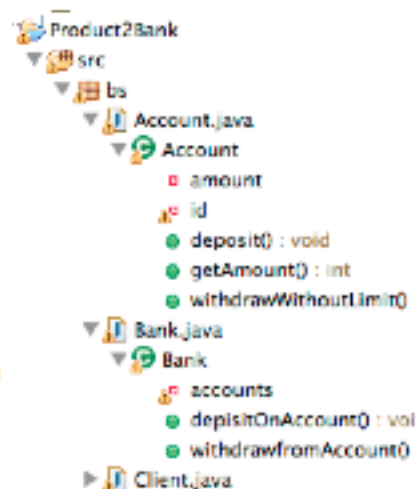 Product2Bank
src
bs
Account.java
Account
amount
id
deposit() : void
getAmount() : int
withdrawWithoutLimit()
Bank.java
Bank
accounts
depisitOnAccount() : voi
withdrawfromAccount()
Client.java